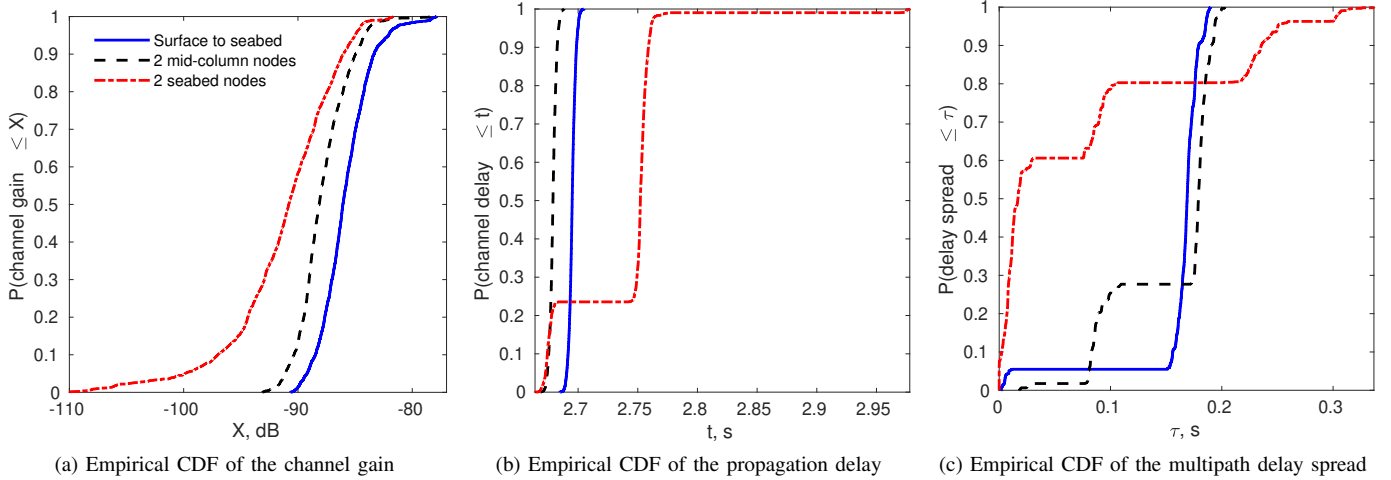 1
0.9
0.8
0.7
0.6
0.5
0.4
0.3
0.2
0.1
0
P(channel gain ≤ X)
Surface to seabed
2 mid-column nodes
2 seabed nodes
-110 -100 -90 -80
X, dB
(a) Empirical CDF of the channel gain
1
0.9
0.8
0.7
0.6
0.5
0.4
0.3
0.2
0.1
0
P(channel delay ≤ t)
2.7 2.75 2.8 2.85 2.9 2.95
t, s
(b) Empirical CDF of the propagation delay
1
0.9
0.8
0.7
0.6
0.5
0.4
0.3
0.2
0.1
0
P(delay spread ≤ τ)
0 0.1 0.2 0.3
τ, s
(c) Empirical CDF of the multipath delay spread